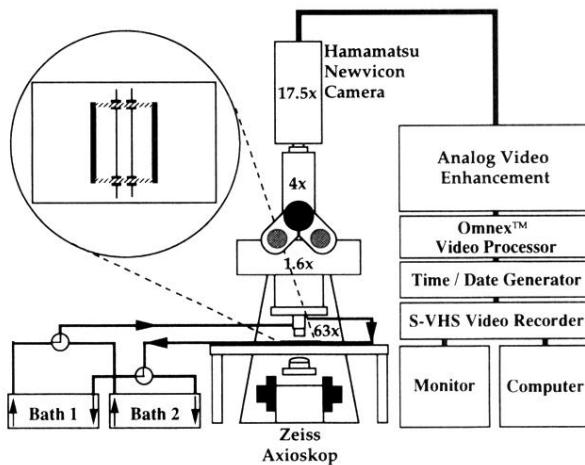 Hamamatsu
Newvicon
Camera
17.5x
4x
1.6x
63x
Analog Video
Enhancement
Omnex™
Video Processor
Time / Date Generator
S-VHS Video Recorder
Monitor
Computer
Bath 1
Bath 2
Zeiss
Axioskop